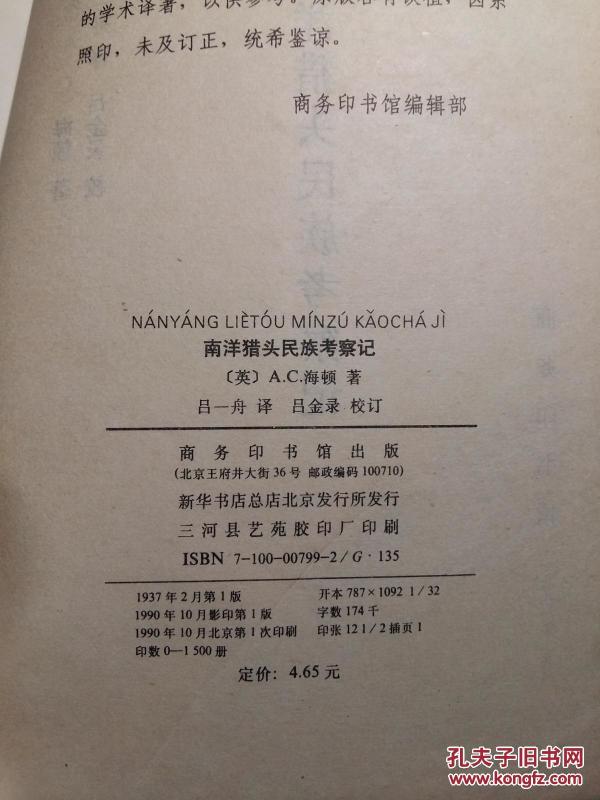 的学术译著，以供参考。原版若有误植，因系
照印，未及订正，统希鉴谅。
商务印书馆编辑部
NÁNYÁNG LIÈTÓU MÍNZÚ KǍOCHÁ JÌ
南洋猎头民族考察记
〔英〕A.C.海顿 著
吕一舟 译 吕金录 校订
商务印书馆出版
(北京王府井大街36号 邮政编码100710)
新华书店总店北京发行所发行
三河县艺苑胶印厂印刷
ISBN 7-100-00799-2/G·135
1937年2月第1版 开本 787×1092 1/32
1990年10月影印第1版 字数 174千
1990年10月北京第1次印刷 印张 12 1/2 插页 1
印数 0—1 500册
定价：4.65 元
孔夫子旧书网
www.kongfz.com